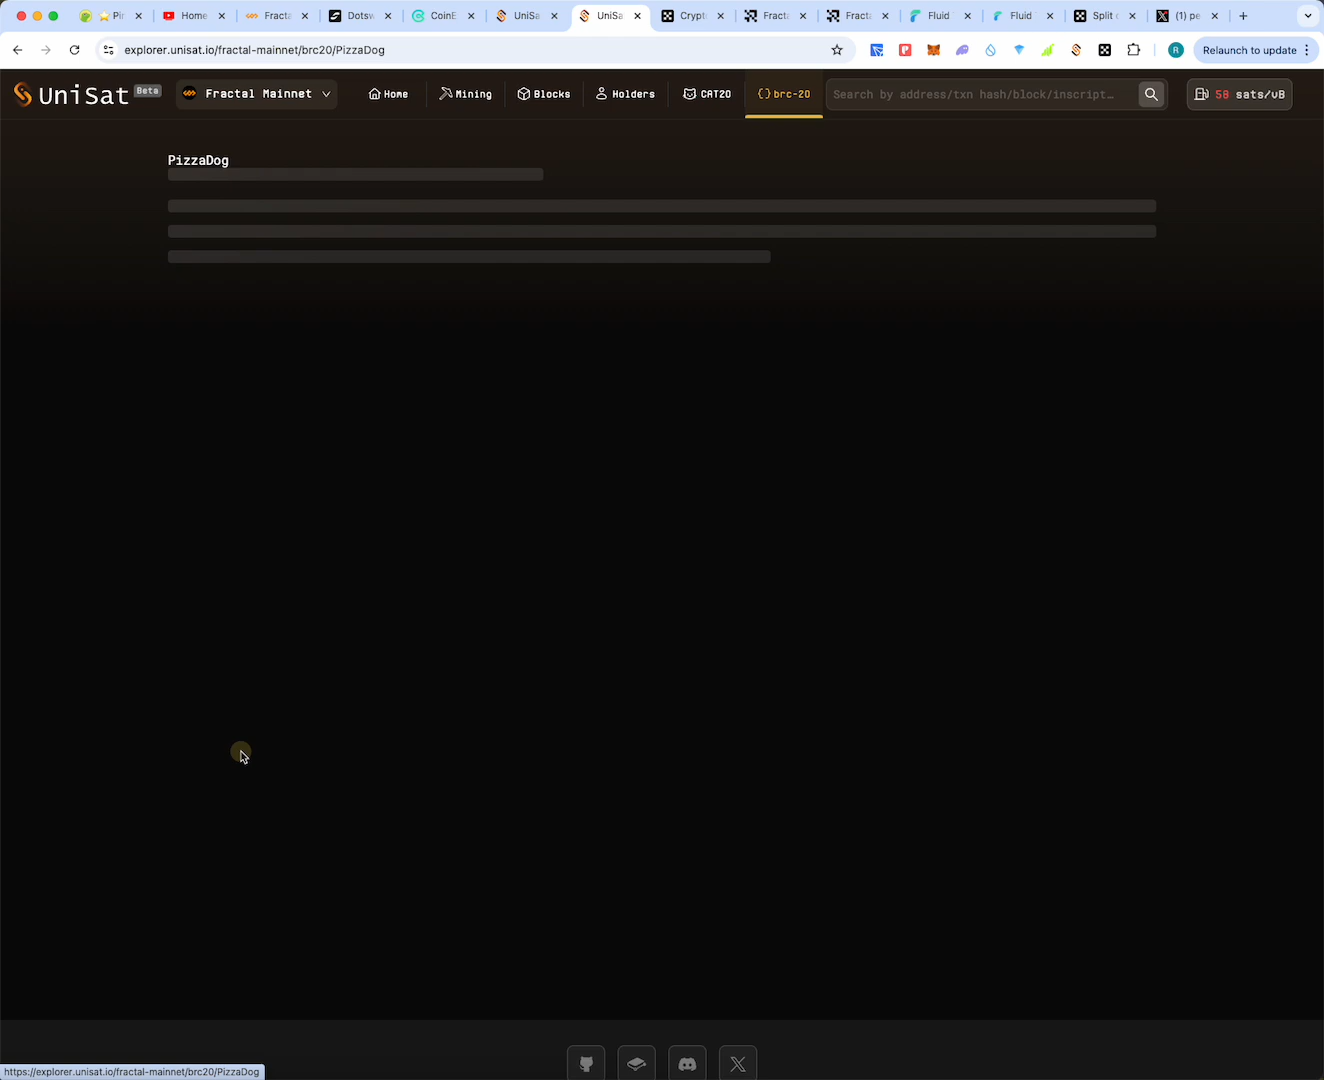 Pir
Home
Fracta
Dotsw
CoinE
UniSa
UniSa
Crypt
Fracta
Fracta
Fluid
Fluid
Split c
(1) pe
explorer.unisat.io/fractal-mainnet/brc20/PizzaDog
R
Relaunch to update
UniSat
Beta
Fractal Mainnet
Home
Mining
Blocks
Holders
CAT20
brc-20
Search by address/txn hash/block/inscript…
58 sats/vB
PizzaDog
https://explorer.unisat.io/fractal-mainnet/brc20/PizzaDog